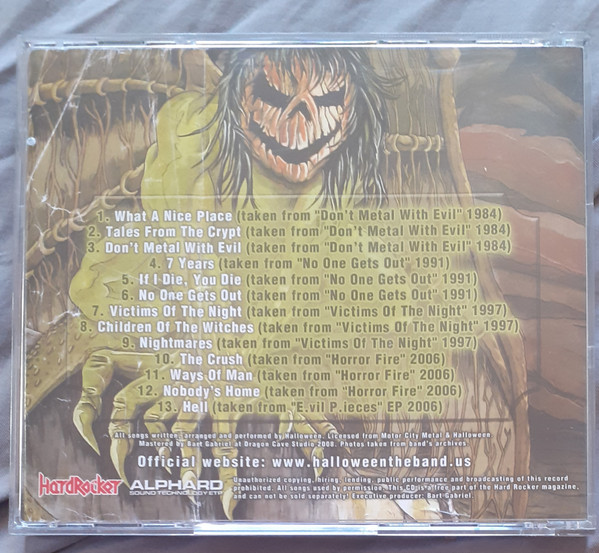 1. What A Nice Place (taken from "Don't Metal With Evil" 1984)
2. Tales From The Crypt (taken from "Don't Metal With Evil" 1984)
3. Don't Metal With Evil (taken from "Don't Metal With Evil" 1984)
4. 7 Years (taken from "No One Gets Out" 1991)
5. If I Die, You Die (taken from "No One Gets Out" 1991)
6. No One Gets Out (taken from "No One Gets Out" 1991)
7. Victims Of The Night (taken from "Victims Of The Night" 1997)
8. Children Of The Witches (taken from "Victims Of The Night" 1997)
9. Nightmares (taken from "Victims Of The Night" 1997)
10. The Crush (taken from "Horror Fire" 2006)
11. Ways Of Man (taken from "Horror Fire" 2006)
12. Nobody's Home (taken from "Horror Fire" 2006)
13. Hell (taken from "E.vil P.ieces" EP 2006)
All songs written, arranged and performed by Halloween. Licensed from Motor City Metal & Halloween.
Mastered by Bart Gabriel at Dragon Cave Studio 2008. Photos taken from band's archives.
Official website: www.halloweentheband.us
HardRocker
ALPHARD
SOUND TECHNOLOGY ETF
Unauthorized copying, hiring, lending, public performance and broadcasting of this record
prohibited. All songs used by permission. This CD is a free part of the Hard Rocker magazine,
and can not be sold separately! Executive producer: Bart Gabriel